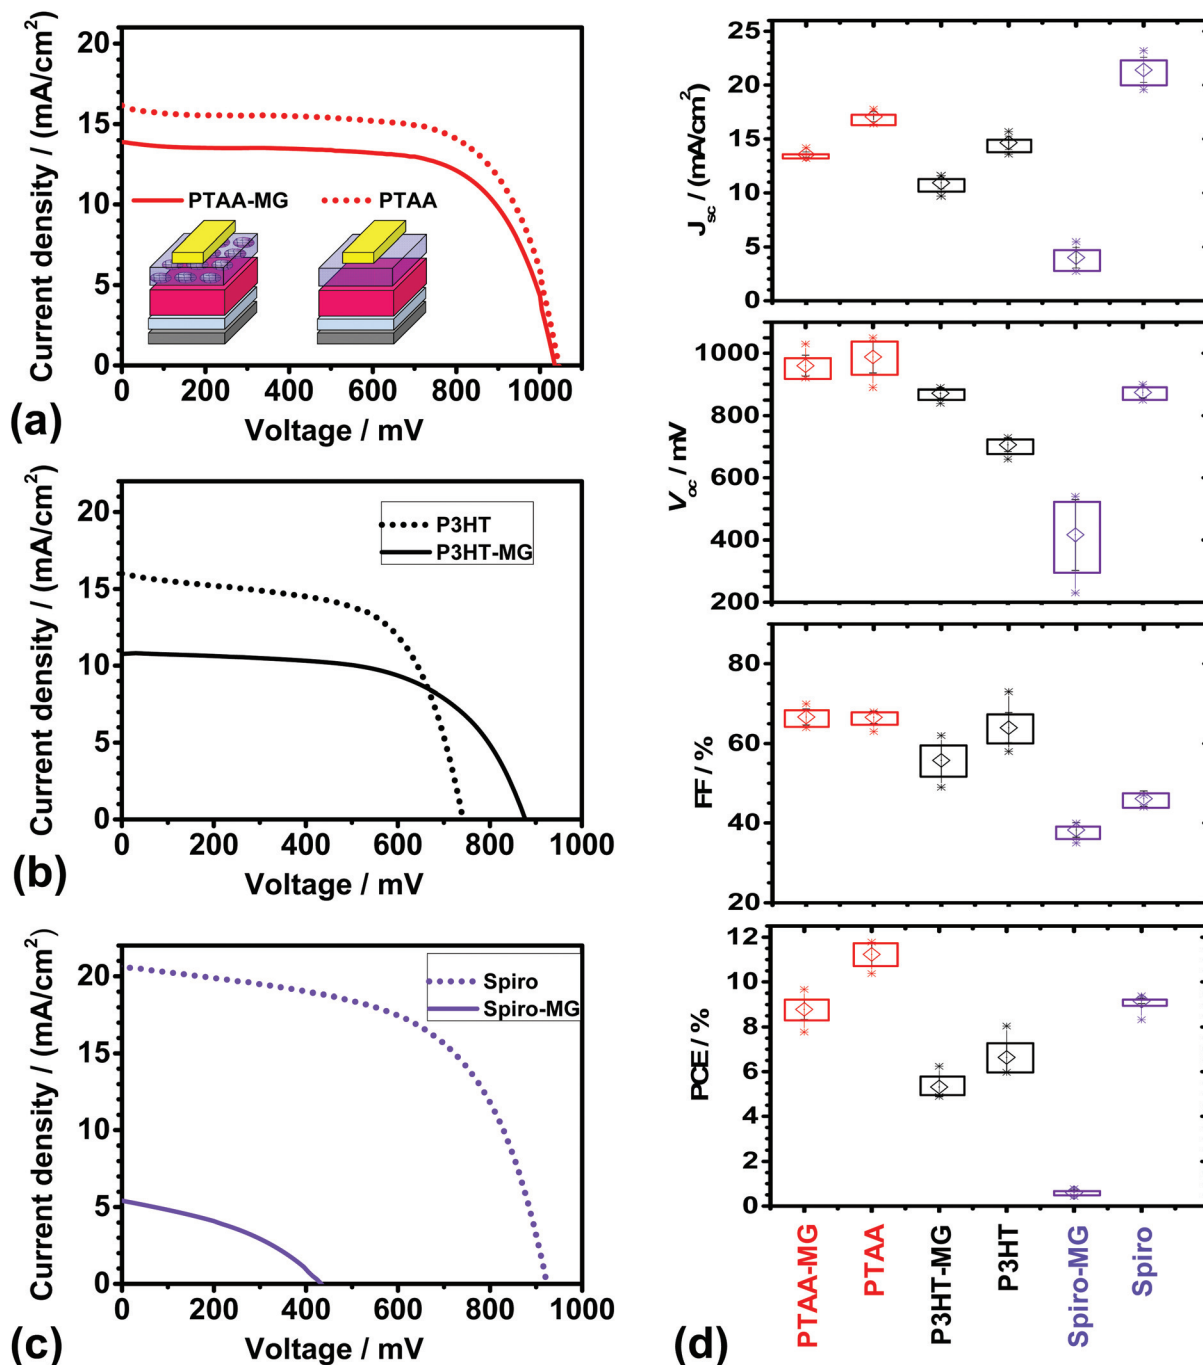 (a)
Current density / (mA/cm²)
20
15
10
5
0
PTAA-MG
PTAA
0
200
400
600
800
1000
Voltage / mV
(b)
Current density / (mA/cm²)
20
15
10
5
0
P3HT
P3HT-MG
0
200
400
600
800
1000
Voltage / mV
(c)
Current density / (mA/cm²)
20
15
10
5
0
Spiro
Spiro-MG
0
200
400
600
800
1000
Voltage / mV
(d)
J_sc / (mA/cm²)
25
20
15
10
5
0
V_oc / mV
1000
800
600
400
200
FF / %
80
60
40
20
PCE / %
12
10
8
6
4
2
0
PTAA-MG
PTAA
P3HT-MG
P3HT
Spiro-MG
Spiro